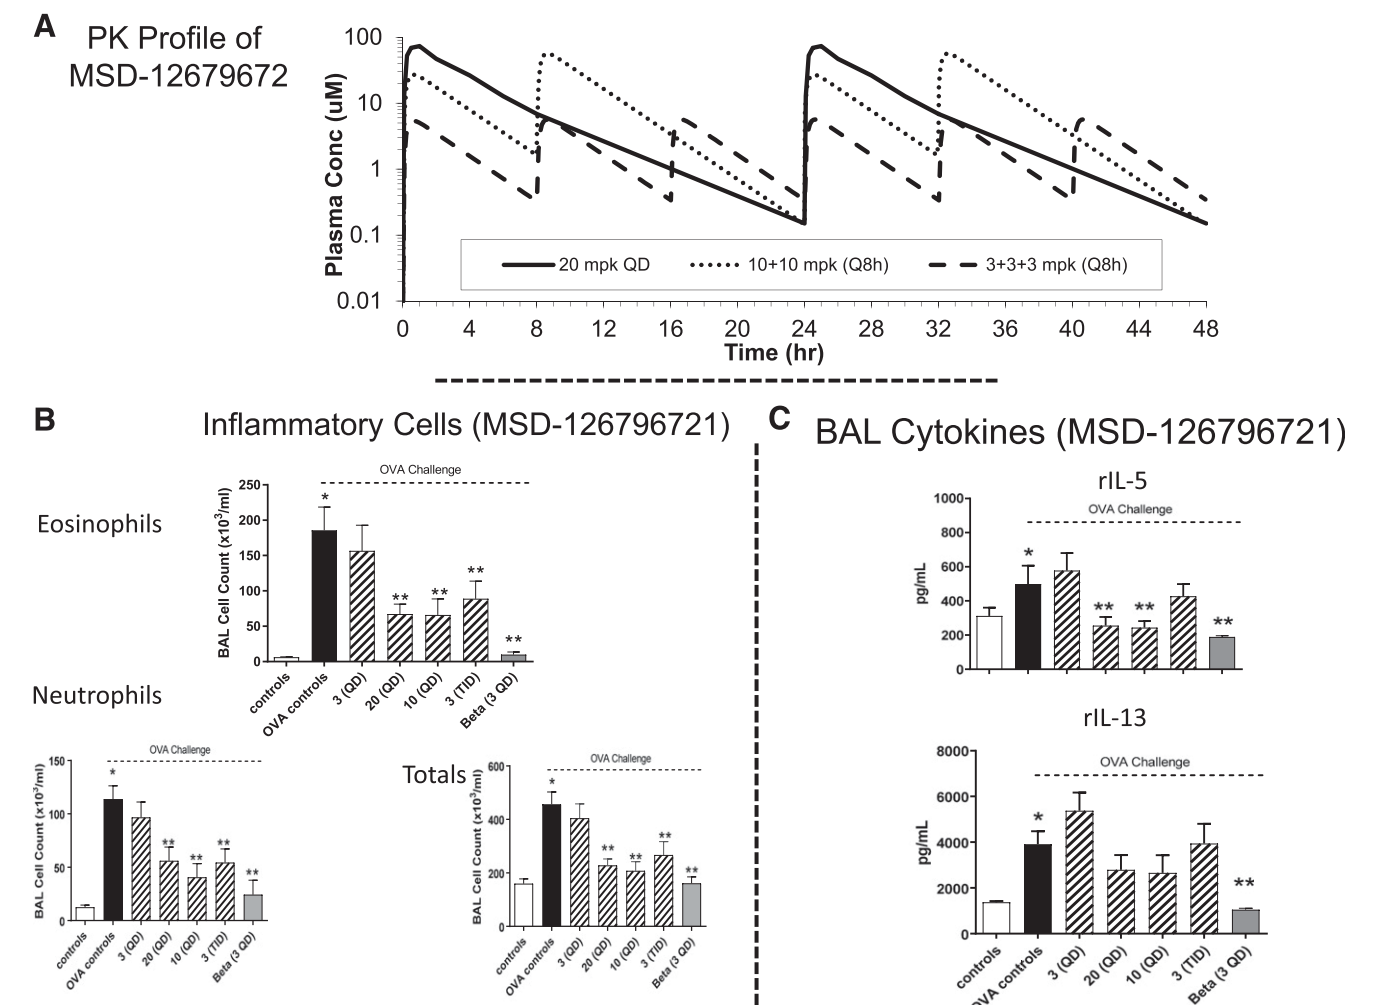 A
PK Profile of
MSD-12679672
Plasma Conc (uM)
100
10
1
0.1
0.01
20 mpk QD
10+10 mpk (Q8h)
3+3+3 mpk (Q8h)
0 4 8 12 16 20 24 28 32 36 40 44 48
Time (hr)
B
Inflammatory Cells (MSD-126796721)
Eosinophils
OVA Challenge
BAL Cell Count (x10³/ml)
250
200
150
100
50
0
*
**
**
**
**
controls
OVA controls
3 (QD)
20 (QD)
10 (QD)
3 (TID)
Beta (3 QD)
Neutrophils
OVA Challenge
BAL Cell Count (x10³/ml)
150
100
50
0
*
**
**
**
**
controls
OVA controls
3 (QD)
20 (QD)
10 (QD)
3 (TID)
Beta (3 QD)
Totals
OVA Challenge
BAL Cell Count (x10³/ml)
600
400
200
0
*
**
**
**
**
controls
OVA controls
3 (QD)
20 (QD)
10 (QD)
3 (TID)
Beta (3 QD)
C
BAL Cytokines (MSD-126796721)
rIL-5
OVA Challenge
pg/mL
1000
800
600
400
200
0
*
**
**
**
rIL-13
OVA Challenge
pg/mL
8000
6000
4000
2000
0
*
**
controls
OVA controls
3 (QD)
20 (QD)
10 (QD)
3 (TID)
Beta (3 QD)